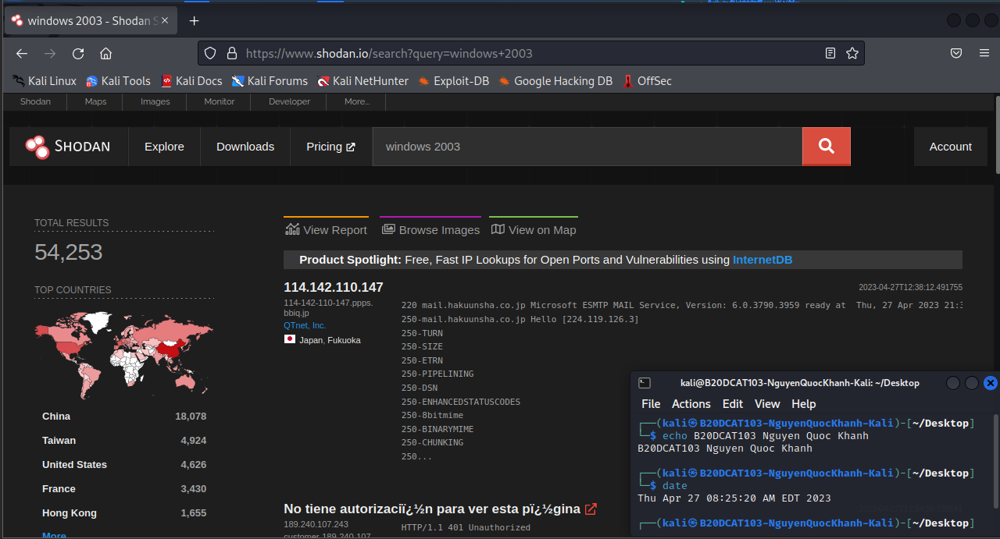 windows 2003 - Shodan S
https://www.shodan.io/search?query=windows+2003
Kali Linux Kali Tools Kali Docs Kali Forums Kali NetHunter Exploit-DB Google Hacking DB OffSec
Shodan Maps Images Monitor Developer More...
SHODAN Explore Downloads Pricing windows 2003 Account
TOTAL RESULTS
54,253
TOP COUNTRIES
China 18,078
Taiwan 4,924
United States 4,626
France 3,430
Hong Kong 1,655
More...
View Report Browse Images View on Map
Product Spotlight: Free, Fast IP Lookups for Open Ports and Vulnerabilities using InternetDB
114.142.110.147
2023-04-27T12:38:12.491755
114-142-110-147.ppps.
bbiq.jp
QTnet, Inc.
Japan, Fukuoka
220 mail.hakuunsha.co.jp Microsoft ESMTP MAIL Service, Version: 6.0.3790.3959 ready at Thu, 27 Apr 2023 21:3
250-mail.hakuunsha.co.jp Hello [224.119.126.3]
250-TURN
250-SIZE
250-ETRN
250-PIPELINING
250-DSN
250-ENHANCEDSTATUSCODES
250-8bitmime
250-BINARYMIME
250-CHUNKING
250...
No tiene autorizaciï¿½n para ver esta pï¿½gina
189.240.107.243
customer-189-240-107-
HTTP/1.1 401 Unauthorized
kali@B20DCAT103-NguyenQuocKhanh-Kali: ~/Desktop
File Actions Edit View Help
┌──(kali㉿B20DCAT103-NguyenQuocKhanh-Kali)-[~/Desktop]
└─$ echo B20DCAT103 Nguyen Quoc Khanh
B20DCAT103 Nguyen Quoc Khanh
┌──(kali㉿B20DCAT103-NguyenQuocKhanh-Kali)-[~/Desktop]
└─$ date
Thu Apr 27 08:25:20 AM EDT 2023
┌──(kali㉿B20DCAT103-NguyenQuocKhanh-Kali)-[~/Desktop]